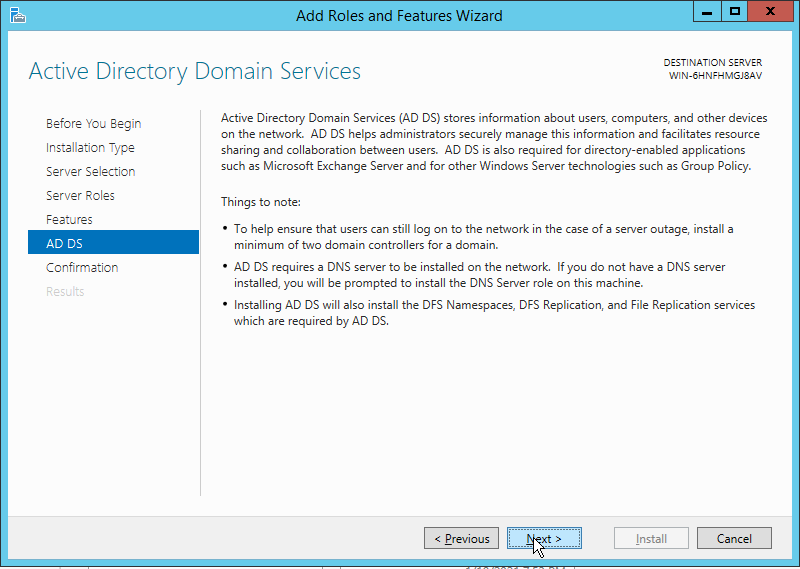 Add Roles and Features Wizard
Active Directory Domain Services
DESTINATION SERVER
WIN-6HNFHMGJ8AV
Before You Begin
Installation Type
Server Selection
Server Roles
Features
AD DS
Confirmation
Results
Active Directory Domain Services (AD DS) stores information about users, computers, and other devices
on the network. AD DS helps administrators securely manage this information and facilitates resource
sharing and collaboration between users. AD DS is also required for directory-enabled applications
such as Microsoft Exchange Server and for other Windows Server technologies such as Group Policy.
Things to note:
• To help ensure that users can still log on to the network in the case of a server outage, install a
minimum of two domain controllers for a domain.
• AD DS requires a DNS server to be installed on the network. If you do not have a DNS server
installed, you will be prompted to install the DNS Server role on this machine.
• Installing AD DS will also install the DFS Namespaces, DFS Replication, and File Replication services
which are required by AD DS.
< Previous
Next >
Install
Cancel